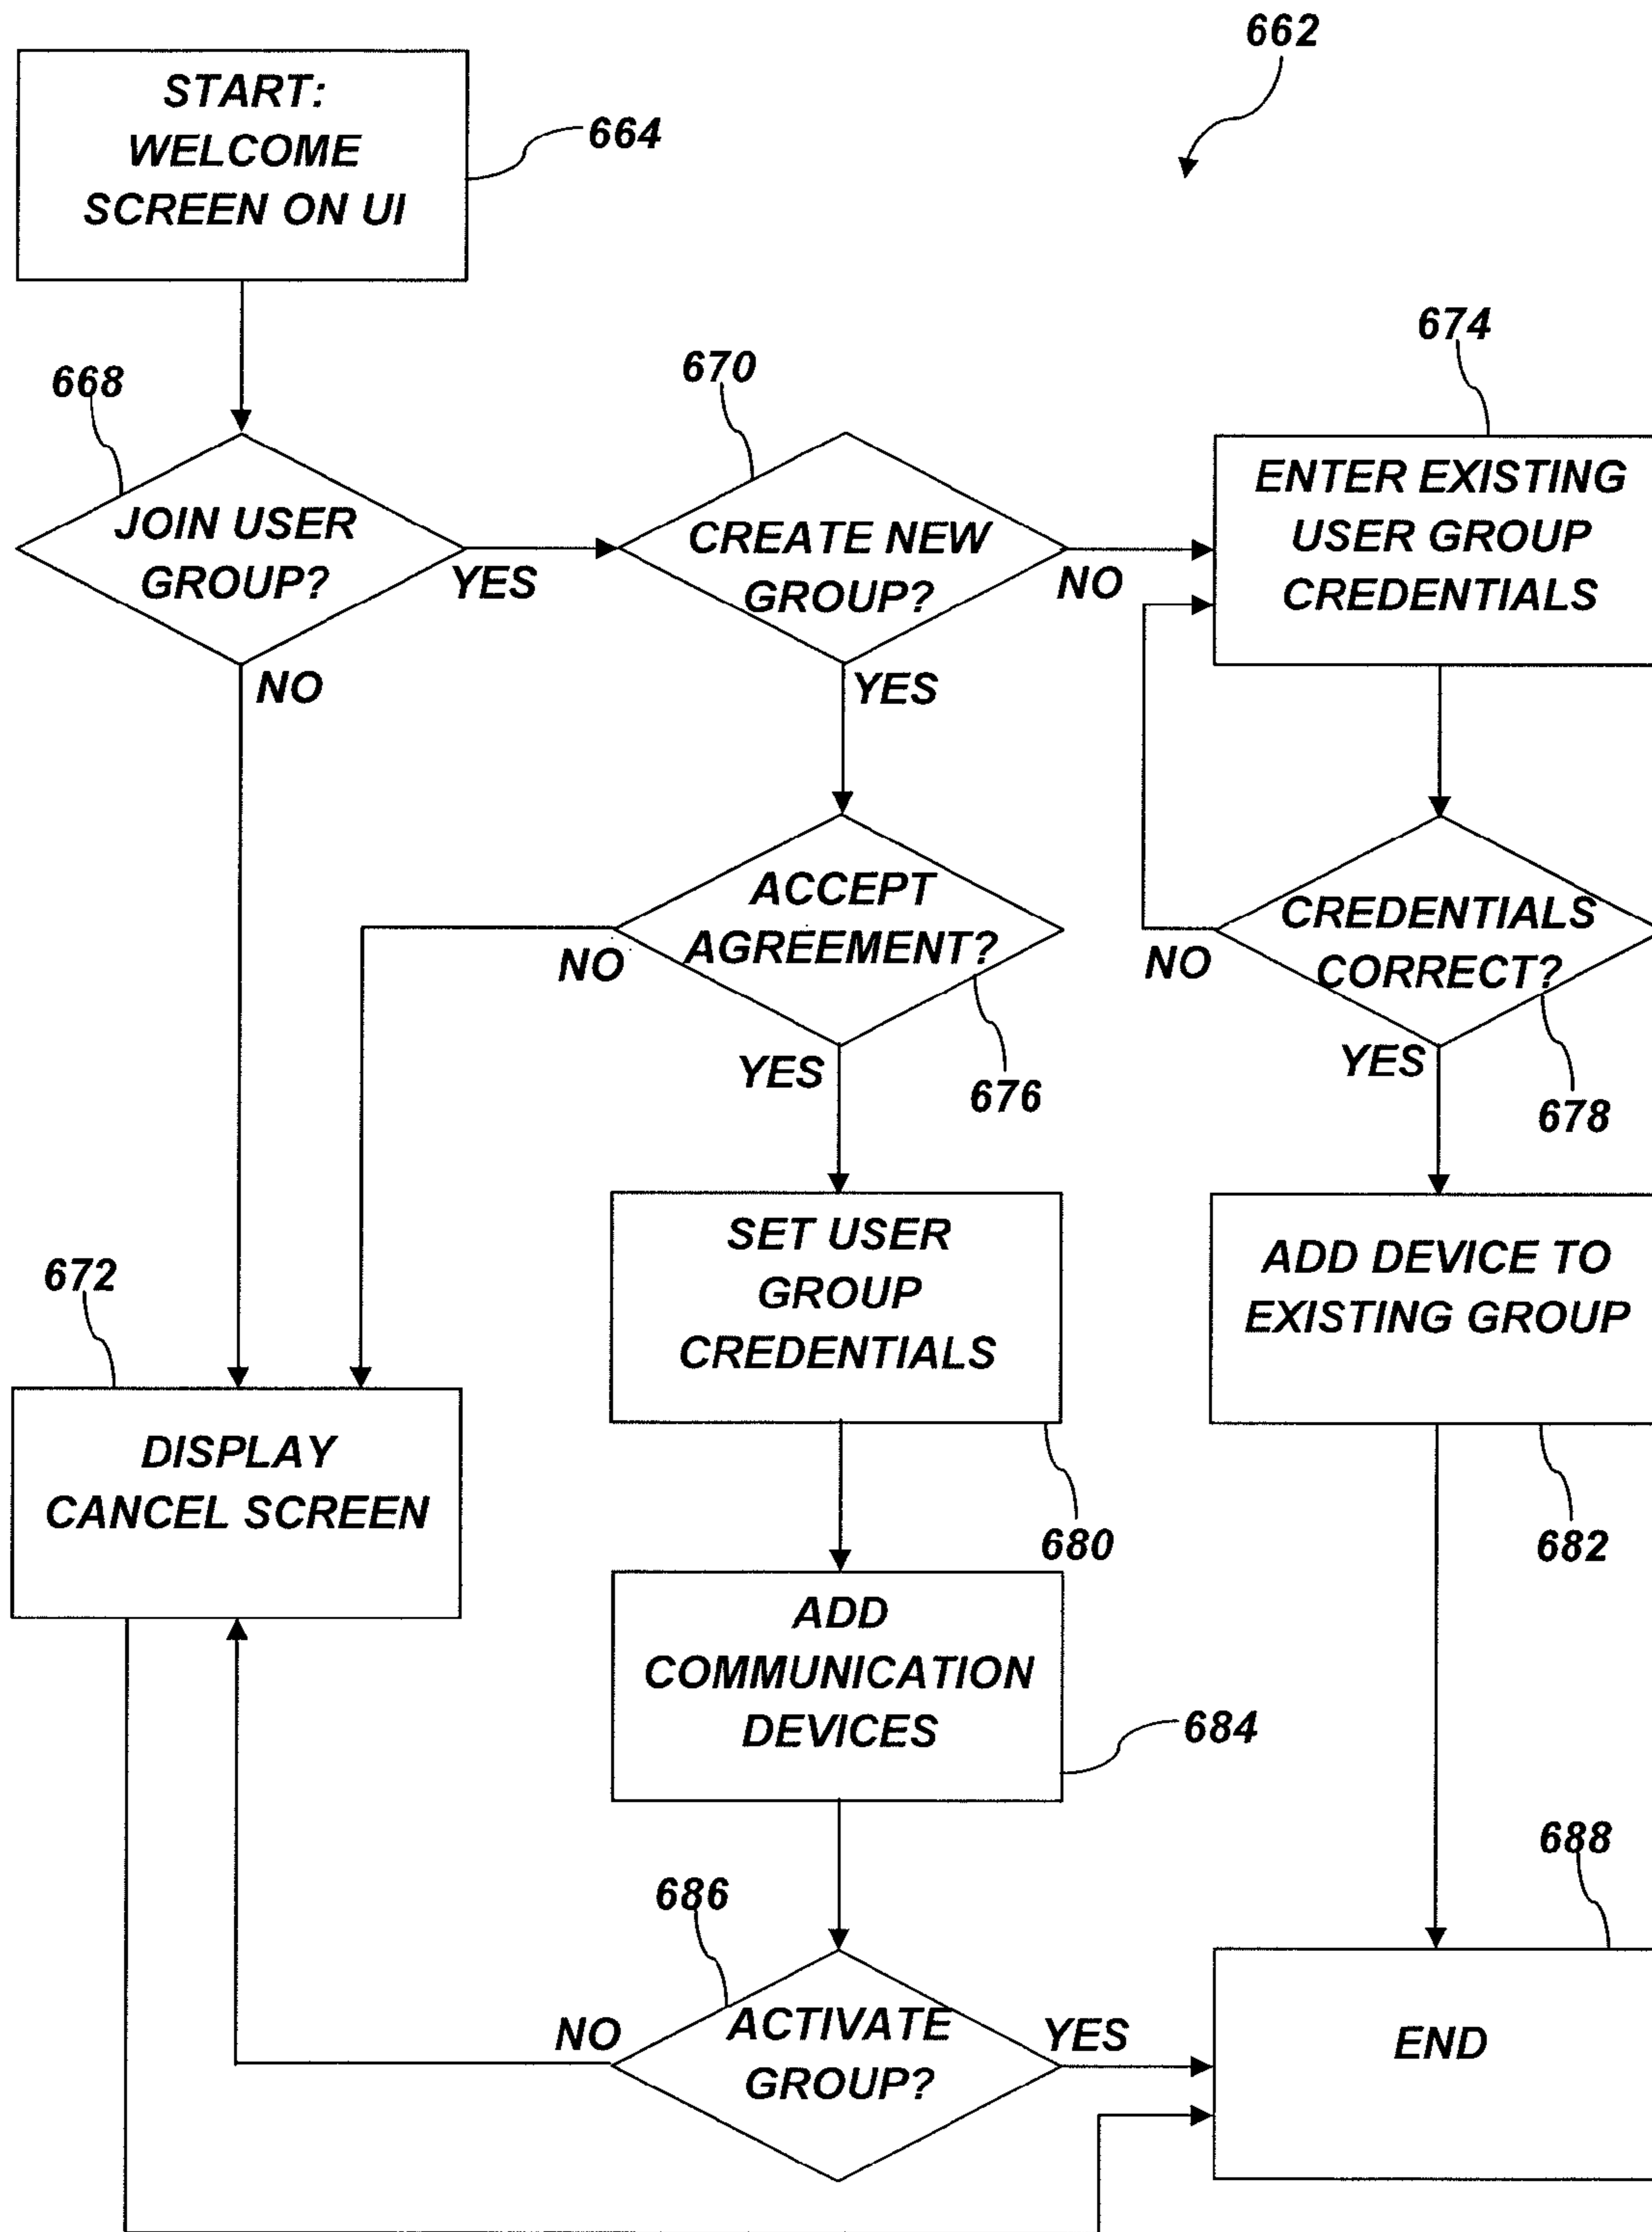 662
START:
WELCOME
SCREEN ON UI
664
668
JOIN USER
GROUP?
YES
NO
670
CREATE NEW
GROUP?
NO
YES
674
ENTER EXISTING
USER GROUP
CREDENTIALS
ACCEPT
AGREEMENT?
NO
YES
676
CREDENTIALS
CORRECT?
NO
YES
678
672
DISPLAY
CANCEL SCREEN
SET USER
GROUP
CREDENTIALS
680
ADD DEVICE TO
EXISTING GROUP
682
ADD
COMMUNICATION
DEVICES
684
686
ACTIVATE
GROUP?
NO
YES
688
END